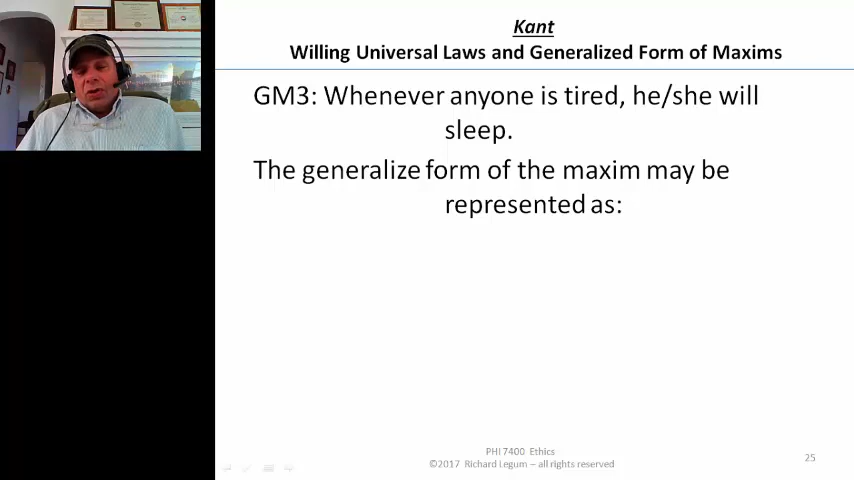 Kant
Willing Universal Laws and Generalized Form of Maxims
GM3: Whenever anyone is tired, he/she will
sleep.
The generalize form of the maxim may be
represented as:
PHI 7400 Ethics
©2017 Richard Legum – all rights reserved
25